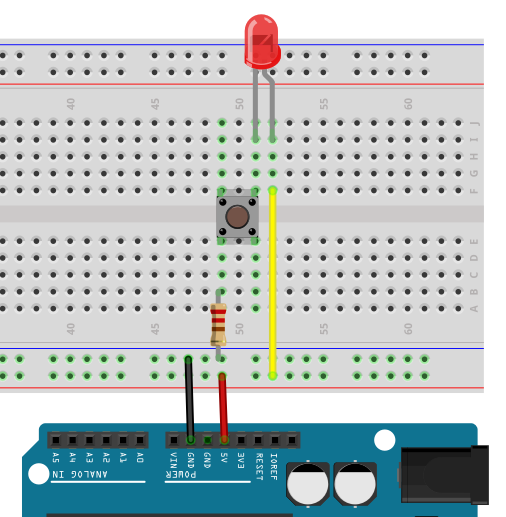 40 45 50 55 60
J
I
H
G
F
E
D
C
B
A
40 45 50 55 60
A5 A4 A3 A2 A1 A0 VIN GND GND 5V 3V3 RESET IOREF
ANALOG IN POWER